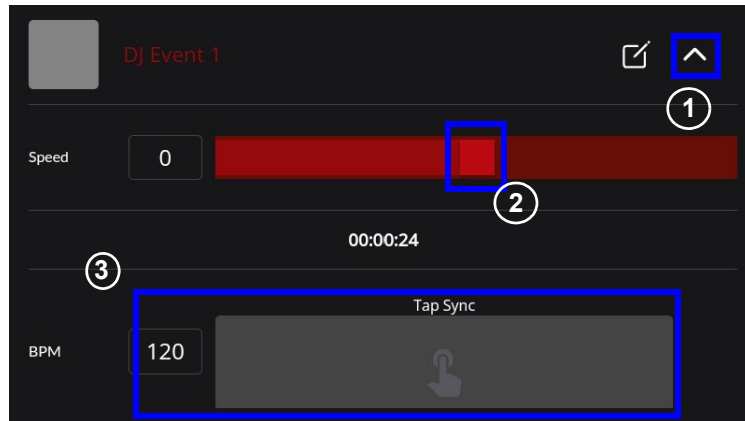 DJ Event 1
1
Speed 0
2
00:00:24
3
Tap Sync
BPM 120